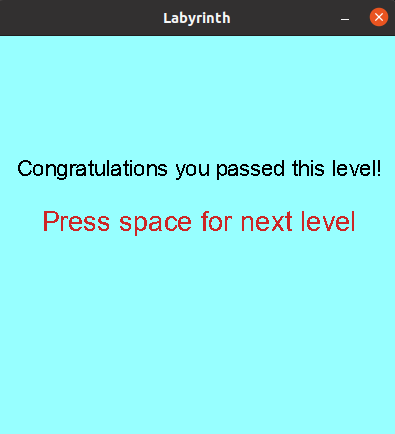 Labyrinth
Congratulations you passed this level!
Press space for next level